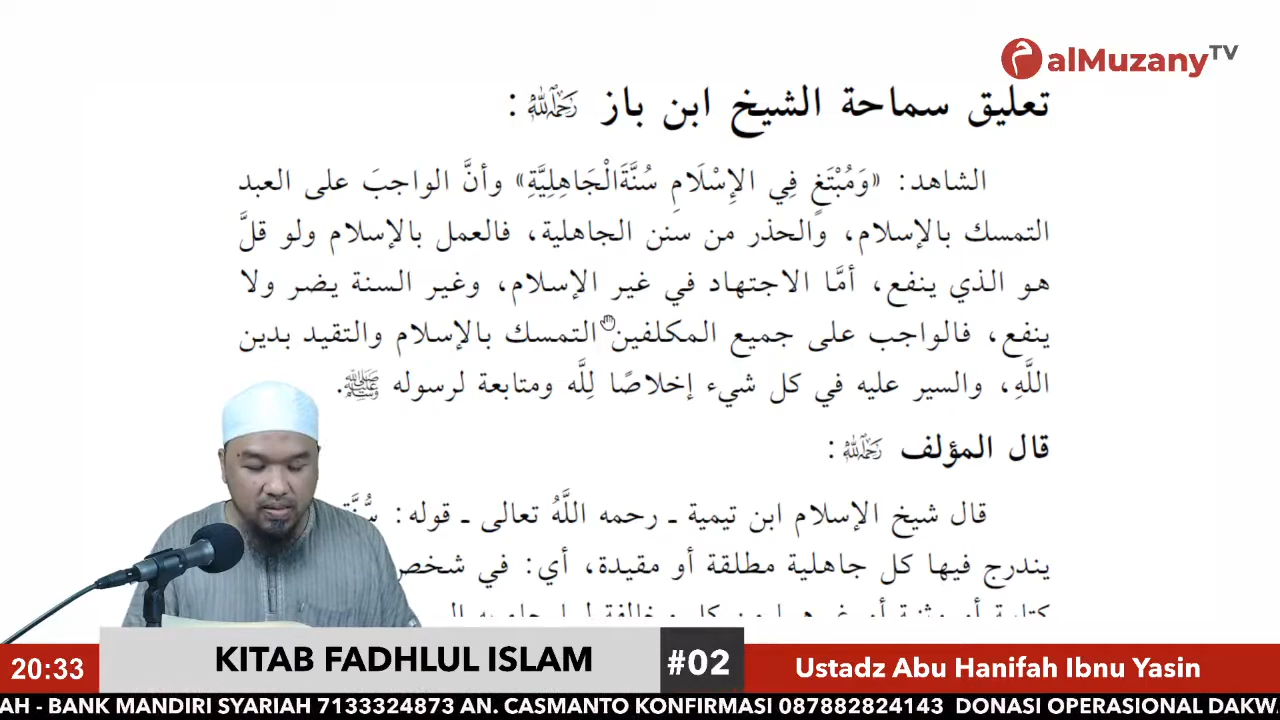 alMuzanyTV
تعليق سماحة الشيخ ابن باز رحمه الله :
الشاهد: «وَمُبْتَغٍ فِي الإِسْلَامِ سُنَّةَالْجَاهِلِيَّةِ» وأنَّ الواجبَ على العبد
التمسك بالإسلام، والحذر من سنن الجاهلية، فالعمل بالإسلام ولو قلَّ
هو الذي ينفع، أمَّا الاجتهاد في غير الإسلام، وغير السنة يضر ولا
ينفع، فالواجب على جميع المكلفين التمسك بالإسلام والتقيد بدين
اللَّهِ، والسير عليه في كل شيء إخلاصًا لِلَّه ومتابعة لرسوله ﷺ.
قال المؤلف رحمه الله :
قال شيخ الإسلام ابن تيمية ـ رحمه اللَّهُ تعالى ـ قوله:
يندرج فيها كل جاهلية مطلقة أو مقيدة، أي: في شخص
20:33
KITAB FADHLUL ISLAM
#02
Ustadz Abu Hanifah Ibnu Yasin
AH - BANK MANDIRI SYARIAH 7133324873 AN. CASMANTO KONFIRMASI 087882824143 DONASI OPERASIONAL DAKW